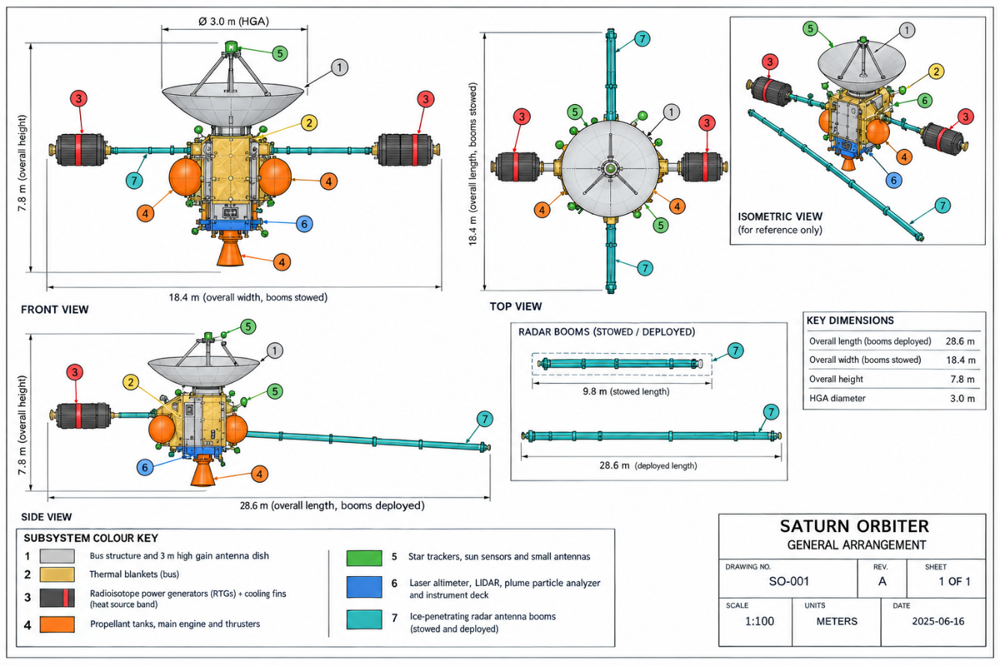 Ø 3.0 m (HGA)
5
1
3
3
2
7
4
4
6
4
7.8 m (overall height)
18.4 m (overall width, booms stowed)
FRONT VIEW
7
5
1
3
3
4
4
5
7
18.4 m (overall length, booms stowed)
TOP VIEW
5
1
3
2
6
3
4
6
7
ISOMETRIC VIEW
(for reference only)
5
1
3
2
5
7
6
4
7.8 m (overall height)
28.6 m (overall length, booms deployed)
SIDE VIEW
RADAR BOOMS (STOWED / DEPLOYED)
7
9.8 m (stowed length)
7
28.6 m (deployed length)
KEY DIMENSIONS
Overall length (booms deployed) 28.6 m
Overall width (booms stowed) 18.4 m
Overall height 7.8 m
HGA diameter 3.0 m
SUBSYSTEM COLOUR KEY
1 Bus structure and 3 m high gain antenna dish
2 Thermal blankets (bus)
3 Radioisotope power generators (RTGs) + cooling fins
(heat source band)
4 Propellant tanks, main engine and thrusters
5 Star trackers, sun sensors and small antennas
6 Laser altimeter, LIDAR, plume particle analyzer
and instrument deck
7 Ice-penetrating radar antenna booms
(stowed and deployed)
SATURN ORBITER
GENERAL ARRANGEMENT
DRAWING NO. REV. SHEET
SO-001 A 1 OF 1
SCALE UNITS DATE
1:100 METERS 2025-06-16